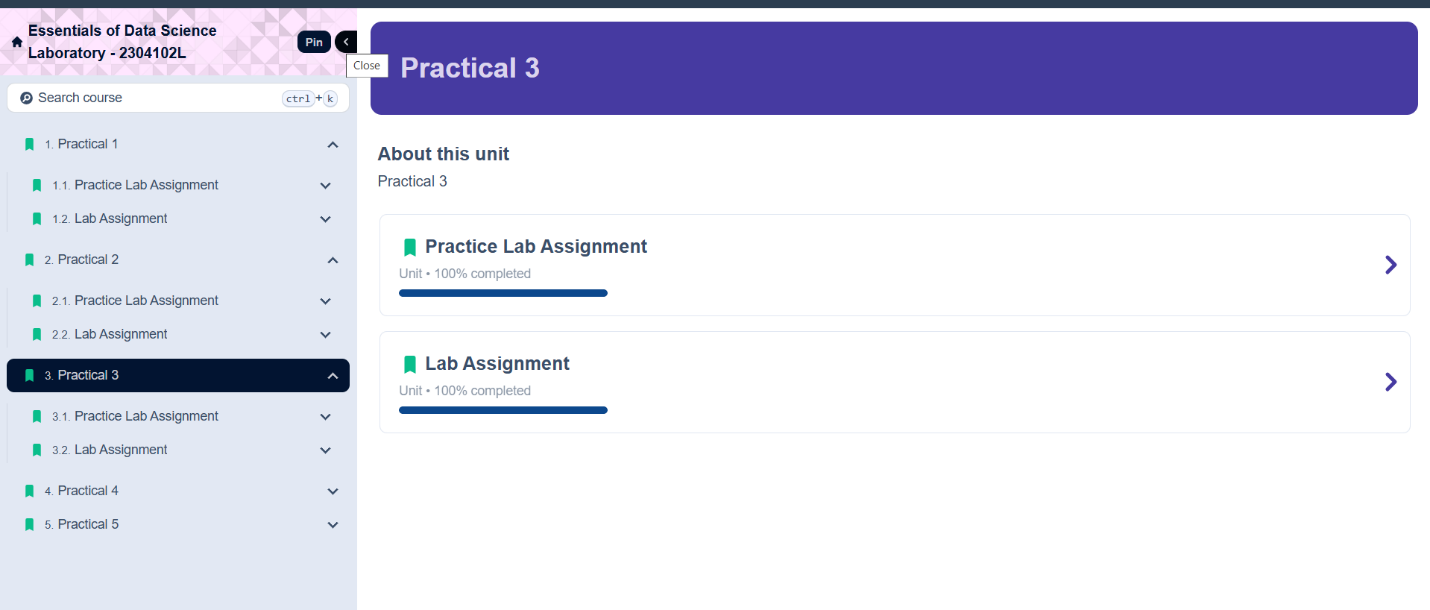 Essentials of Data Science
Laboratory - 2304102L
Pin
Close
Search course
ctrl + k
1. Practical 1
1.1. Practice Lab Assignment
1.2. Lab Assignment
2. Practical 2
2.1. Practice Lab Assignment
2.2. Lab Assignment
3. Practical 3
3.1. Practice Lab Assignment
3.2. Lab Assignment
4. Practical 4
5. Practical 5
Practical 3
About this unit
Practical 3
Practice Lab Assignment
Unit • 100% completed
Lab Assignment
Unit • 100% completed